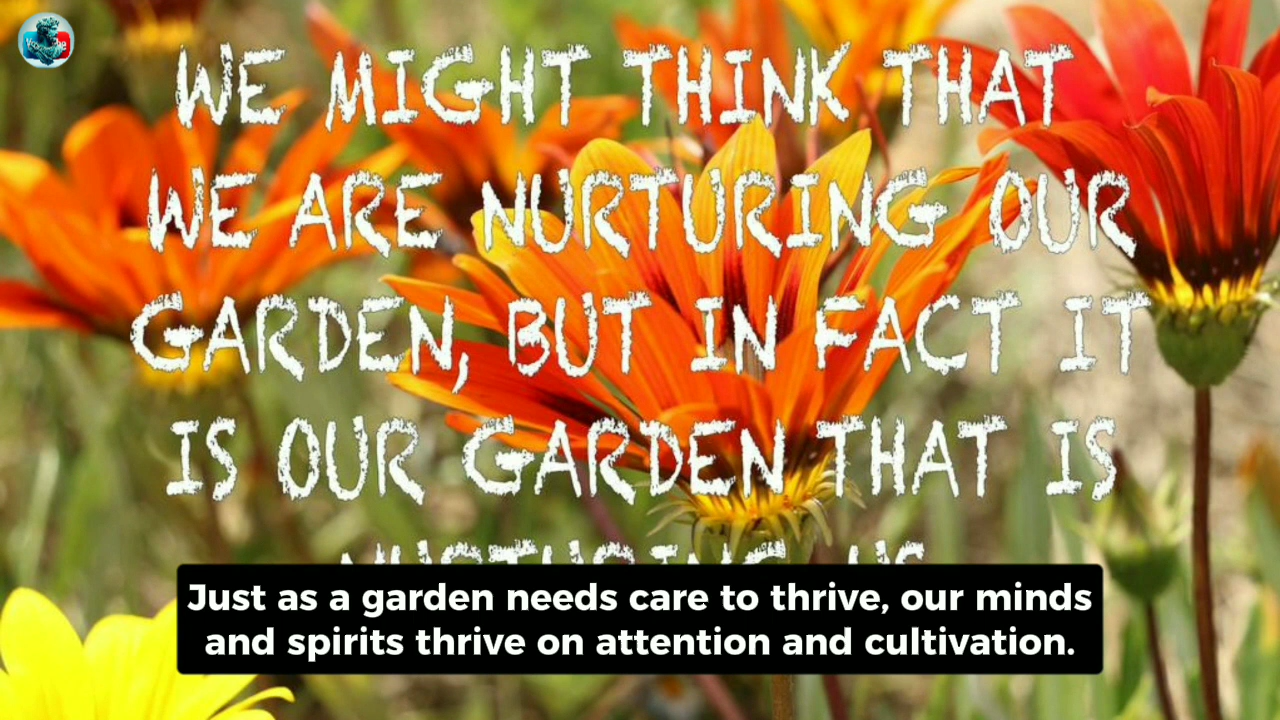 WE MIGHT THINK THAT
WE ARE NURTURING OUR
GARDEN, BUT IN FACT IT
IS OUR GARDEN THAT IS
Just as a garden needs care to thrive, our minds
and spirits thrive on attention and cultivation.